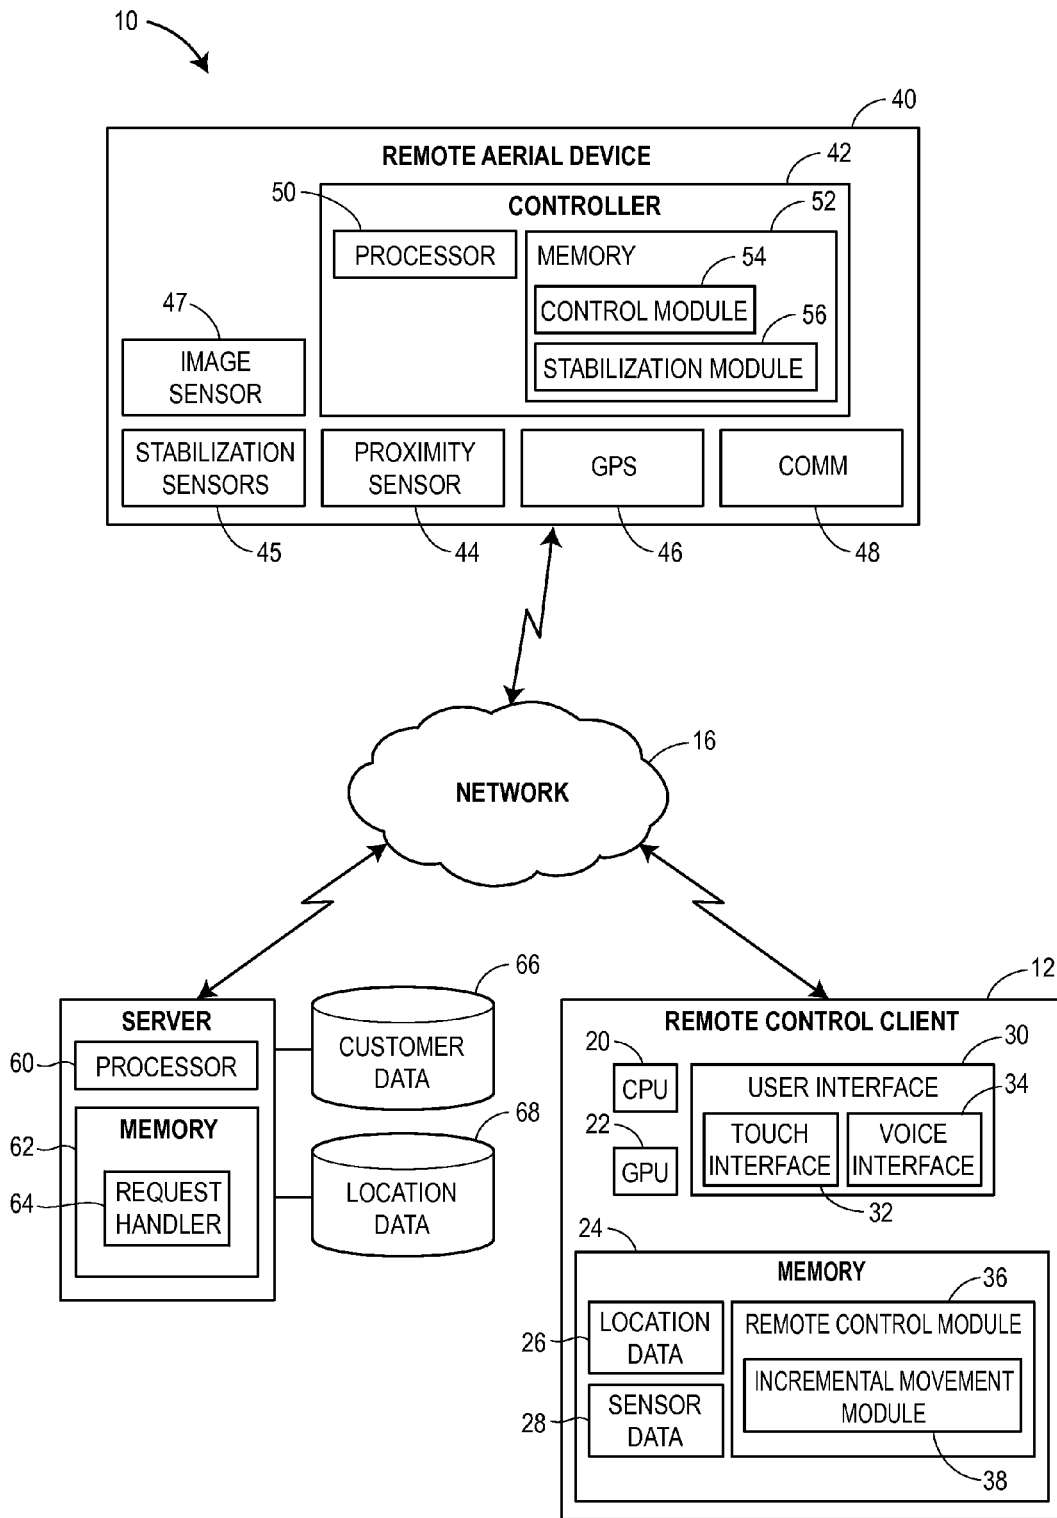 10
40
REMOTE AERIAL DEVICE
42
50
CONTROLLER
52
PROCESSOR
MEMORY
54
CONTROL MODULE
47
56
IMAGE
SENSOR
STABILIZATION MODULE
STABILIZATION
SENSORS
PROXIMITY
SENSOR
GPS
COMM
45
44
46
48
16
NETWORK
66
12
SERVER
60
PROCESSOR
CUSTOMER
DATA
62
MEMORY
68
64
REQUEST
HANDLER
LOCATION
DATA
REMOTE CONTROL CLIENT
20
30
CPU
USER INTERFACE
34
22
TOUCH
INTERFACE
VOICE
INTERFACE
GPU
32
24
MEMORY
36
26
LOCATION
DATA
REMOTE CONTROL MODULE
28
SENSOR
DATA
INCREMENTAL MOVEMENT
MODULE
38